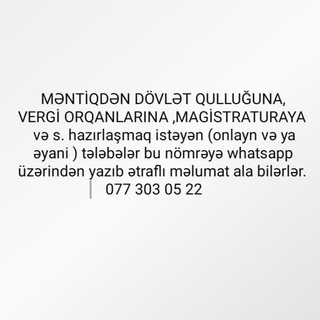 MƏNTİQDƏN DÖVLƏT QULLUĞUNA,
VERGİ ORQANLARINA ,MAGİSTRATURAYA
və s. hazırlaşmaq istəyən (onlayn və ya
əyani ) tələbələr bu nömrəyə whatsapp
üzərindən yazıb ətraflı məlumat ala bilərlər.
077 303 05 22